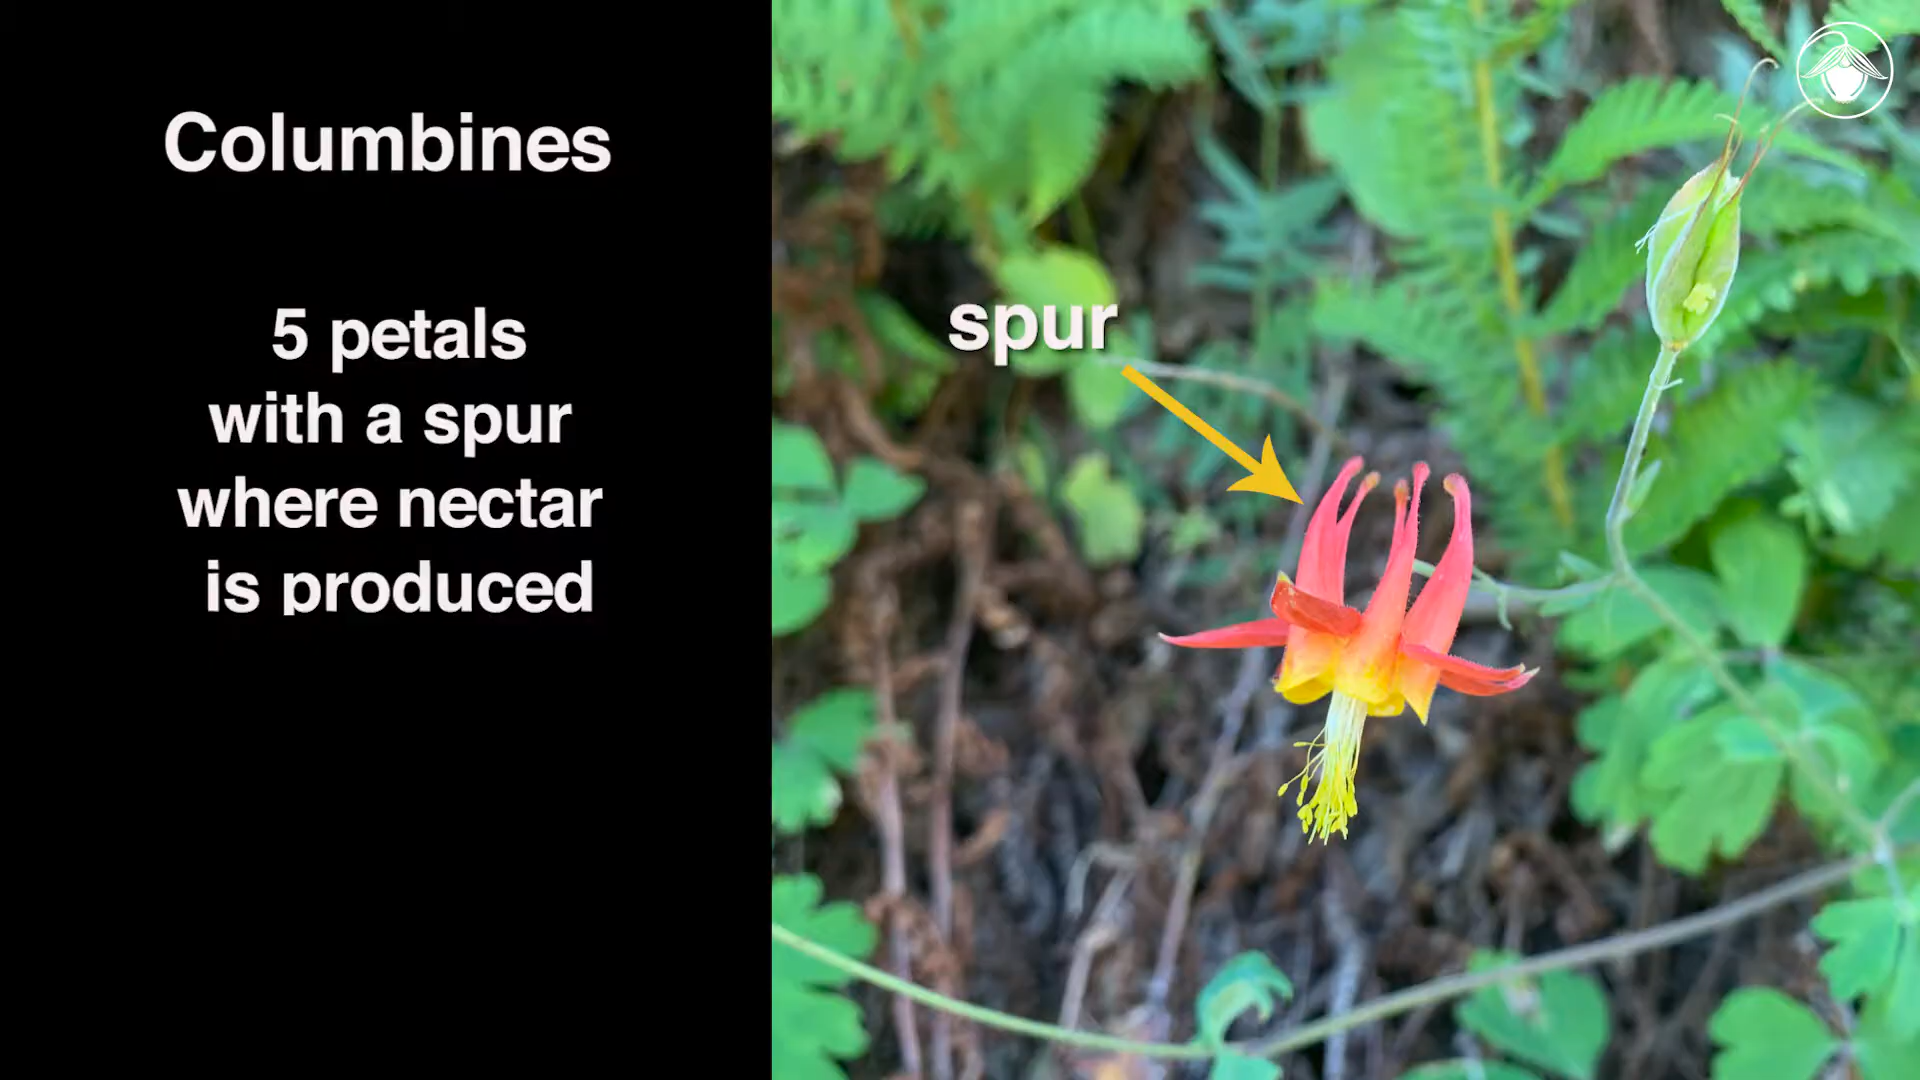 Columbines
5 petals
with a spur
where nectar
is produced
spur